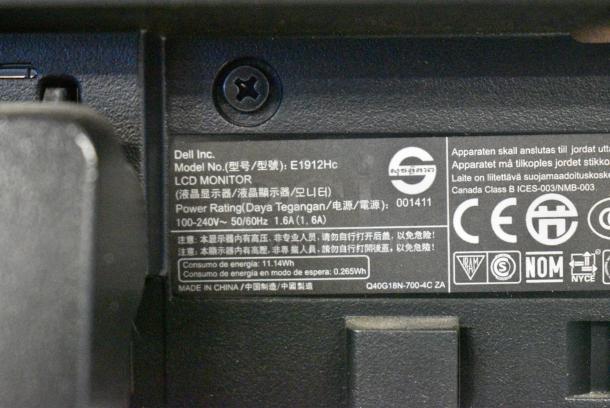 Dell Inc.
Model No.(型号/型號): E1912Hc
LCD MONITOR
(液晶显示器/液晶顯示器/모니터)
Power Rating(Daya Tegangan/电源/電源):
100-240V~ 50/60Hz 1.6A(1.6A)
001411
注意: 本显示器内有高压, 非专业人员, 请勿自行打开后盖, 以免危险!
注意: 本顯示器內有高壓, 非專業人員, 請勿自行打開後蓋, 以免危險!
Consumo de energía: 11.14Wh
Consumo de energía en modo de espera: 0.265Wh
MADE IN CHINA /中国制造/中國製造
Q40G18N-700-4C ZA
Apparaten skall anslutas till jordat utt
Apparatet må tilkoples jordet stikko
Laite on liitettävä suojamaadoituskoske
Canada Class B ICES-003/NMB-003
CE
S
NOM
NYCE